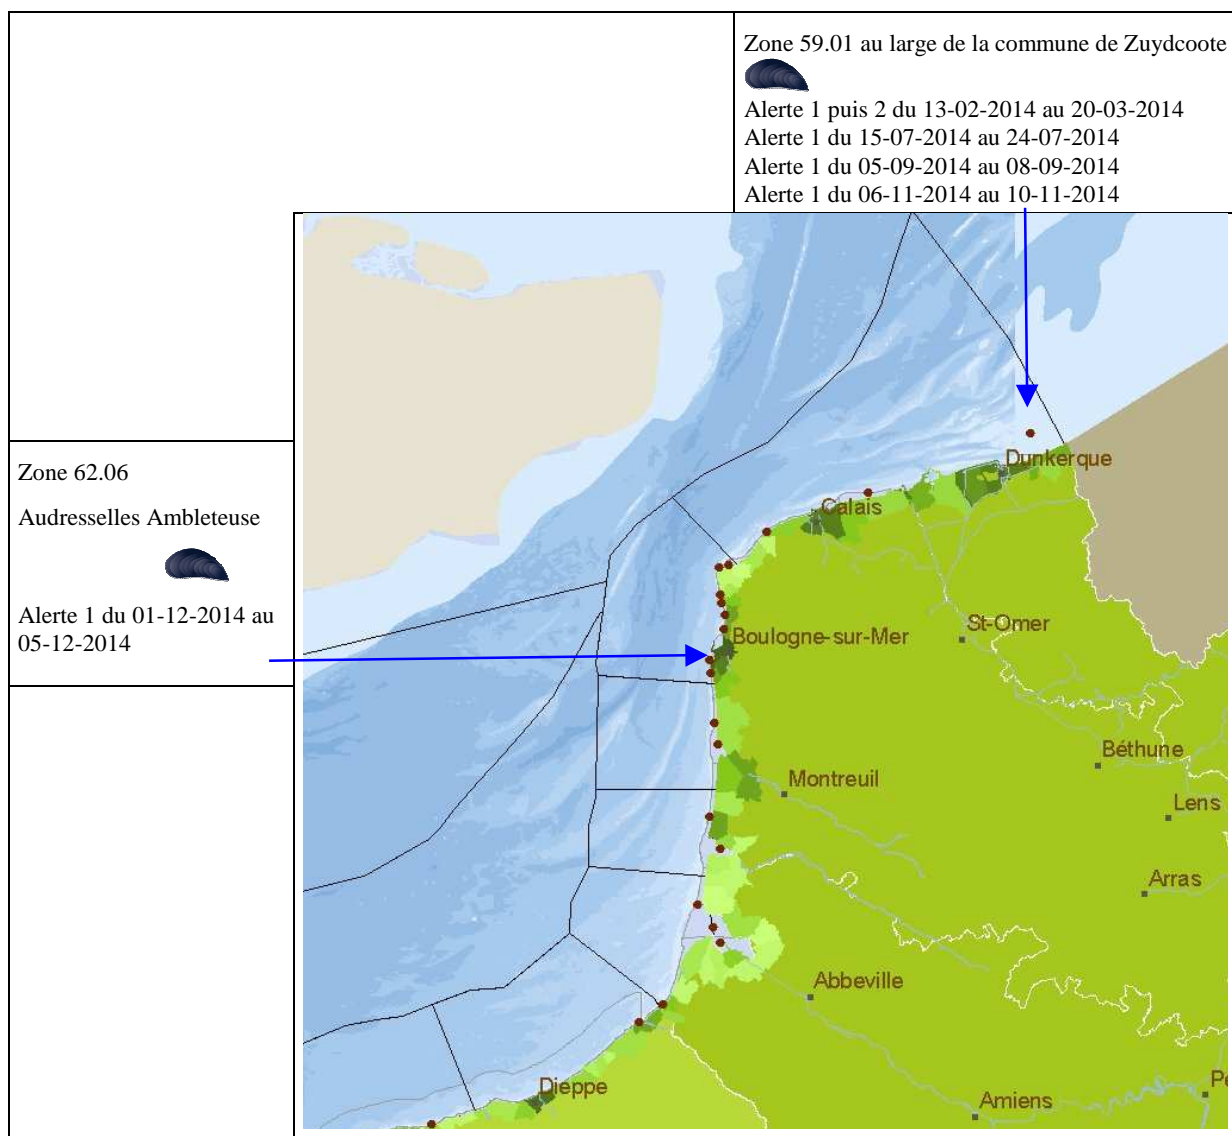 Zone 59.01 au large de la commune de Zuydcoote
Alerte 1 puis 2 du 13-02-2014 au 20-03-2014
Alerte 1 du 15-07-2014 au 24-07-2014
Alerte 1 du 05-09-2014 au 08-09-2014
Alerte 1 du 06-11-2014 au 10-11-2014
Zone 62.06
Audresselles Ambleteuse
Alerte 1 du 01-12-2014 au
05-12-2014
Dunkerque
Calais
St-Omer
Boulogne-sur-Mer
Béthune
Montreuil
Lens
Arras
Abbeville
Dieppe
Amiens